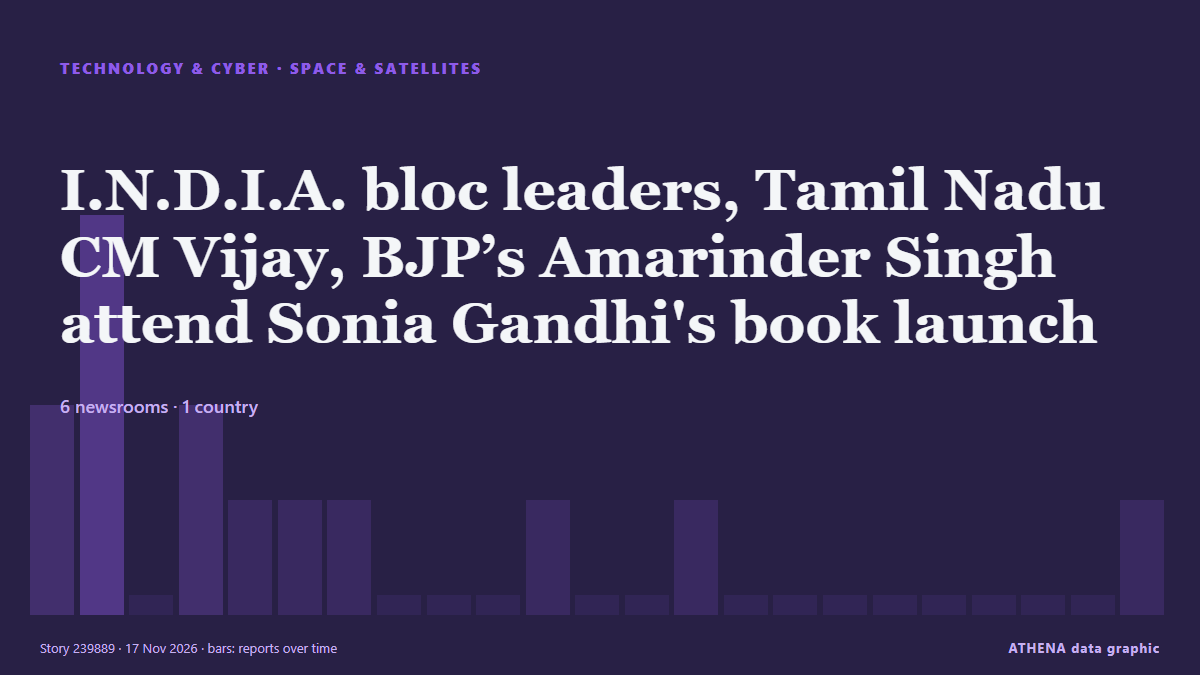 TECHNOLOGY & CYBER · SPACE & SATELLITES
I.N.D.I.A. bloc leaders, Tamil Nadu
CM Vijay, BJP’s Amarinder Singh
attend Sonia Gandhi's book launch
6 newsrooms · 1 country
Story 239889 · 17 Nov 2026 · bars: reports over time
ATHENA data graphic